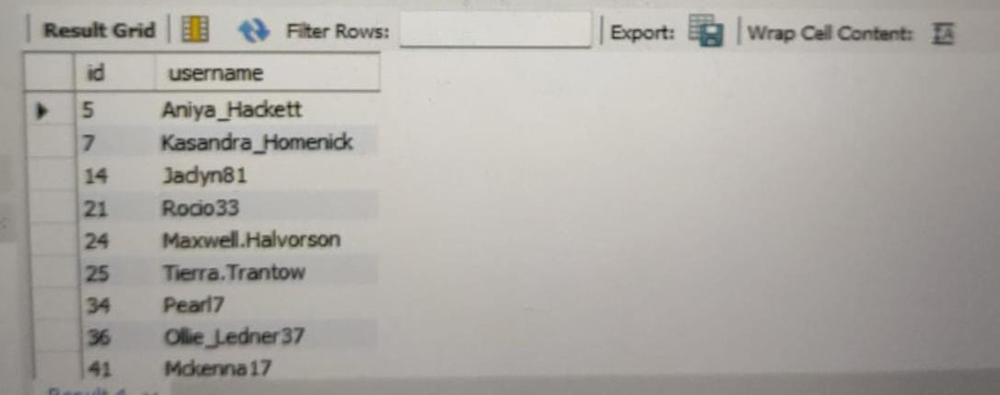 Result Grid Filter Rows: Export: Wrap Cell Content: IA
id username
5 Aniya_Hackett
7 Kasandra_Homenick
14 Jaclyn81
21 Rocio33
24 Maxwell.Halvorson
25 Tierra.Trantow
34 Pearl7
36 Ollie_Ledner37
41 Mckenna17